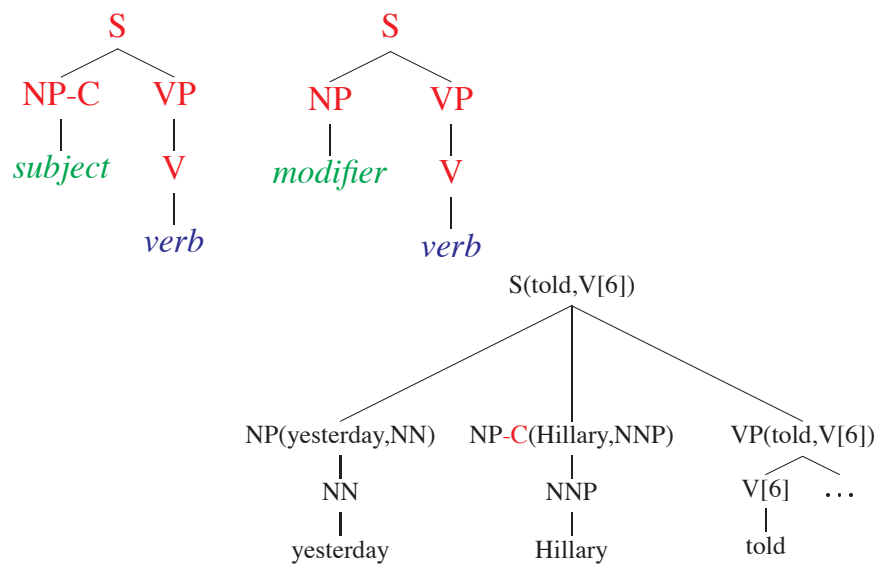 S S
NP-C VP NP VP
subject V modifier V
verb verb
S(told,V[6])
NP(yesterday,NN) NP-C(Hillary,NNP) VP(told,V[6])
NN NNP V[6] ...
yesterday Hillary told